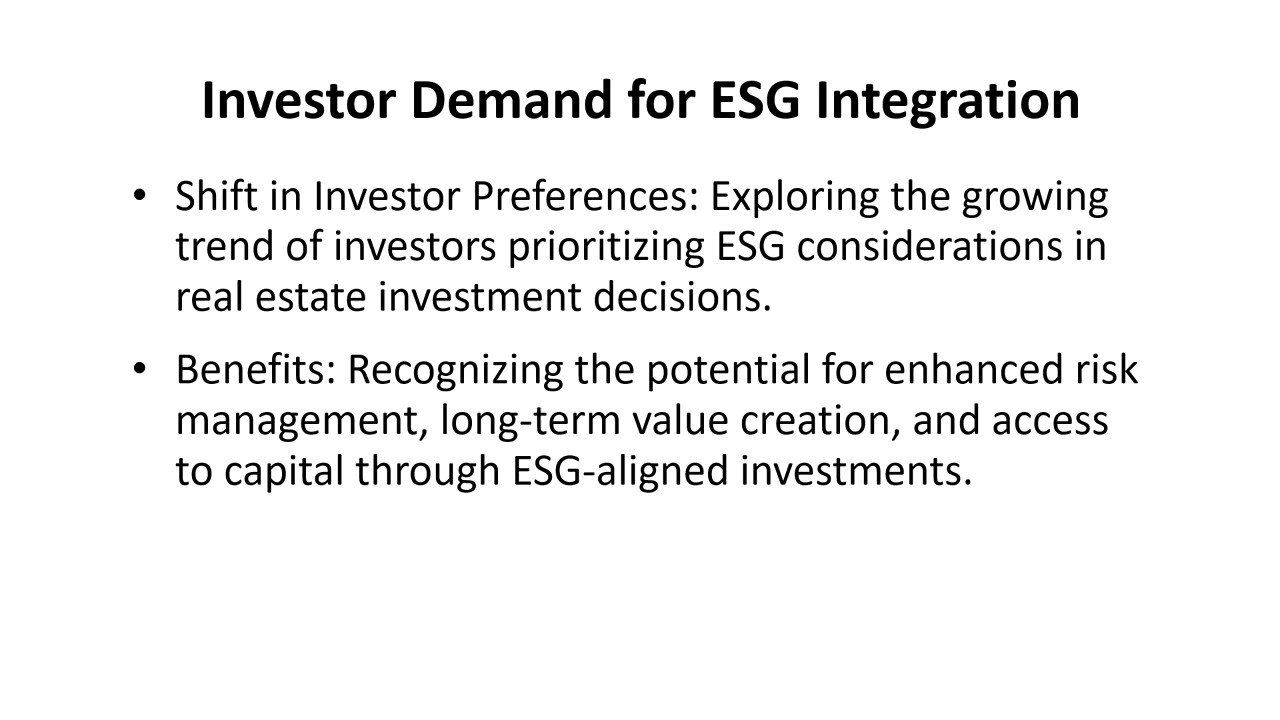 Investor Demand for ESG Integration
• Shift in Investor Preferences: Exploring the growing
trend of investors prioritizing ESG considerations in
real estate investment decisions.
• Benefits: Recognizing the potential for enhanced risk
management, long-term value creation, and access
to capital through ESG-aligned investments.